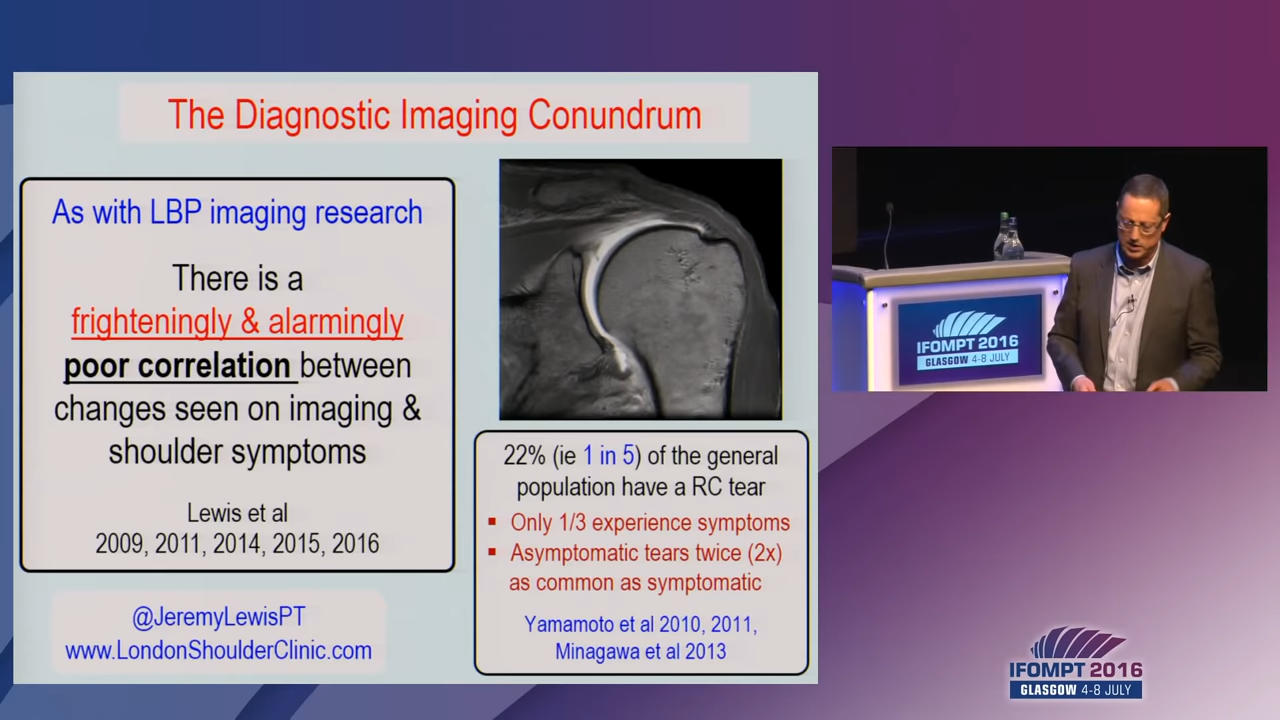 The Diagnostic Imaging Conundrum
As with LBP imaging research
There is a
frighteningly & alarmingly
poor correlation between
changes seen on imaging &
shoulder symptoms
Lewis et al
2009, 2011, 2014, 2015, 2016
@JeremyLewisPT
www.LondonShoulderClinic.com
22% (ie 1 in 5) of the general
population have a RC tear
▪ Only 1/3 experience symptoms
▪ Asymptomatic tears twice (2x)
as common as symptomatic
Yamamoto et al 2010, 2011,
Minagawa et al 2013
IFOMPT 2016
GLASGOW 4-8 JULY
IFOMPT 2016
GLASGOW 4-8 JULY